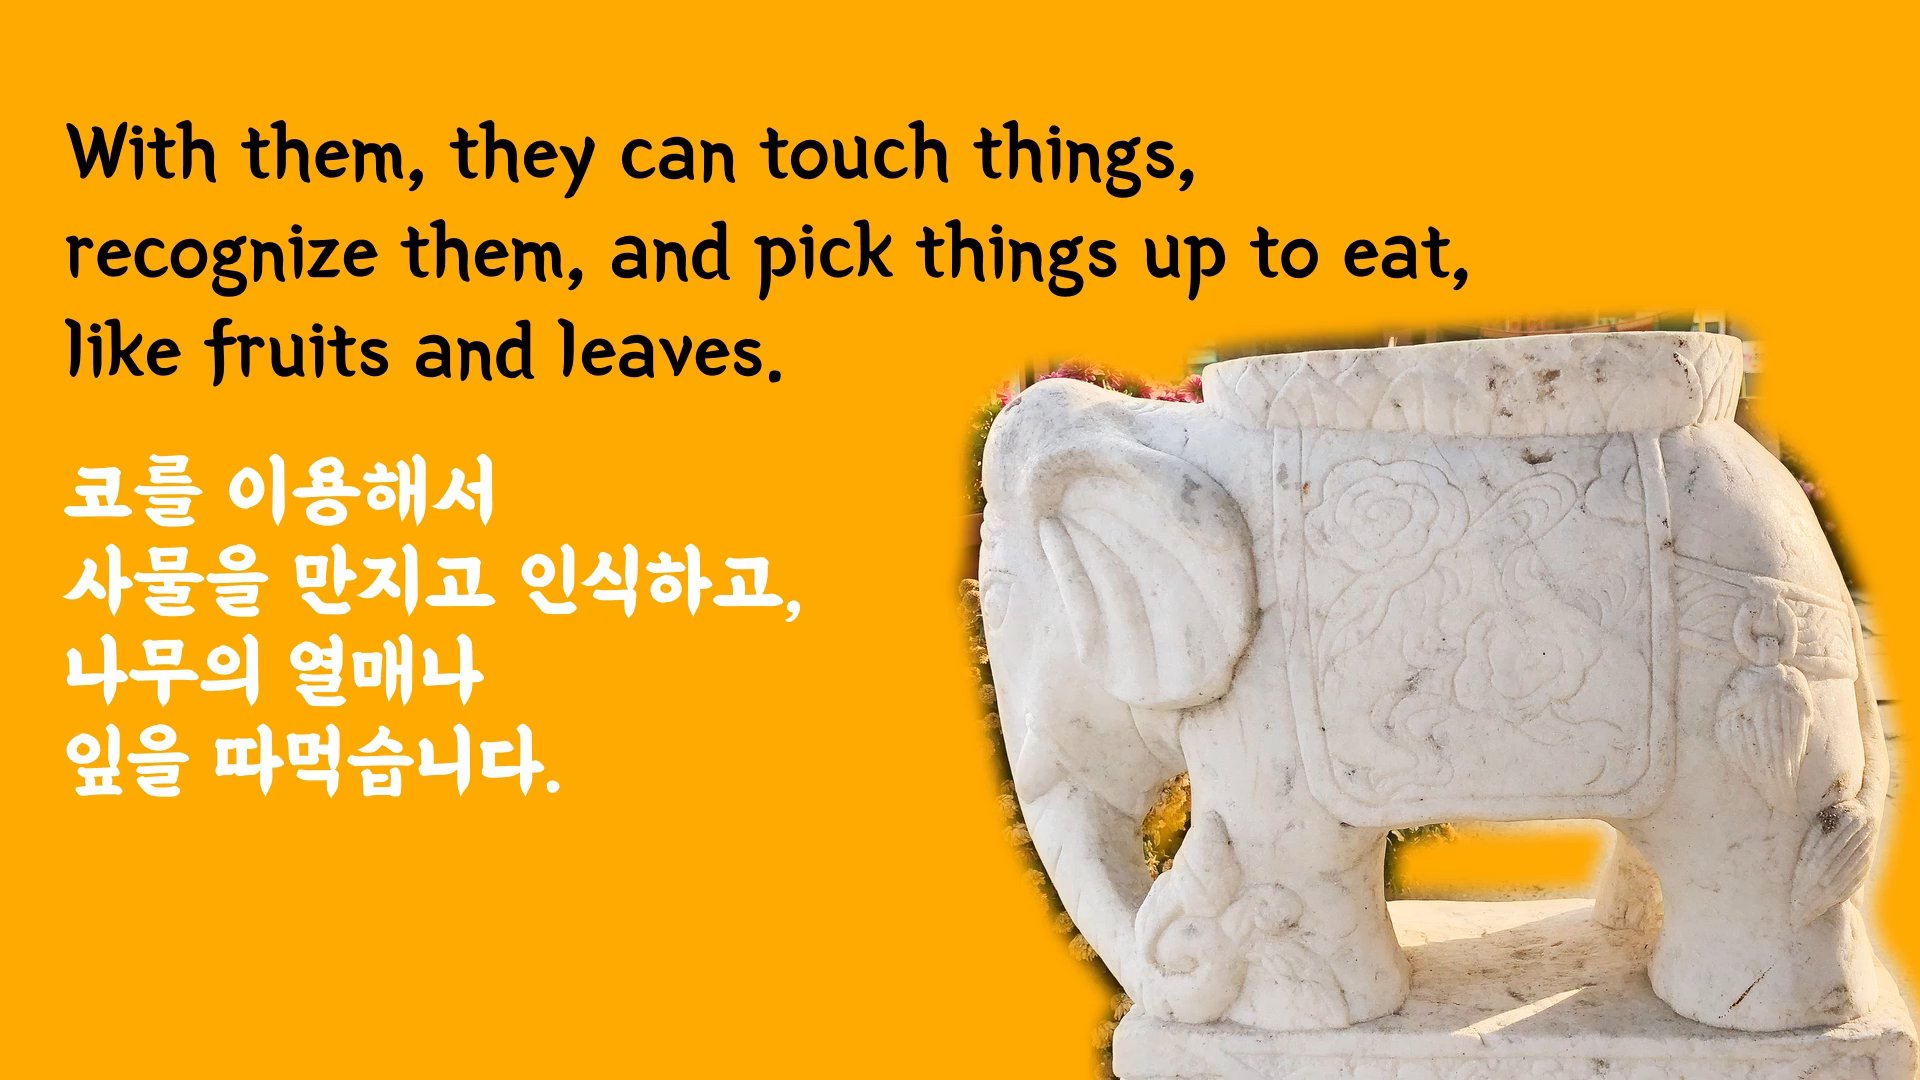 With them, they can touch things,
recognize them, and pick things up to eat,
like fruits and leaves.
코를 이용해서
사물을 만지고 인식하고,
나무의 열매나
잎을 따먹습니다.